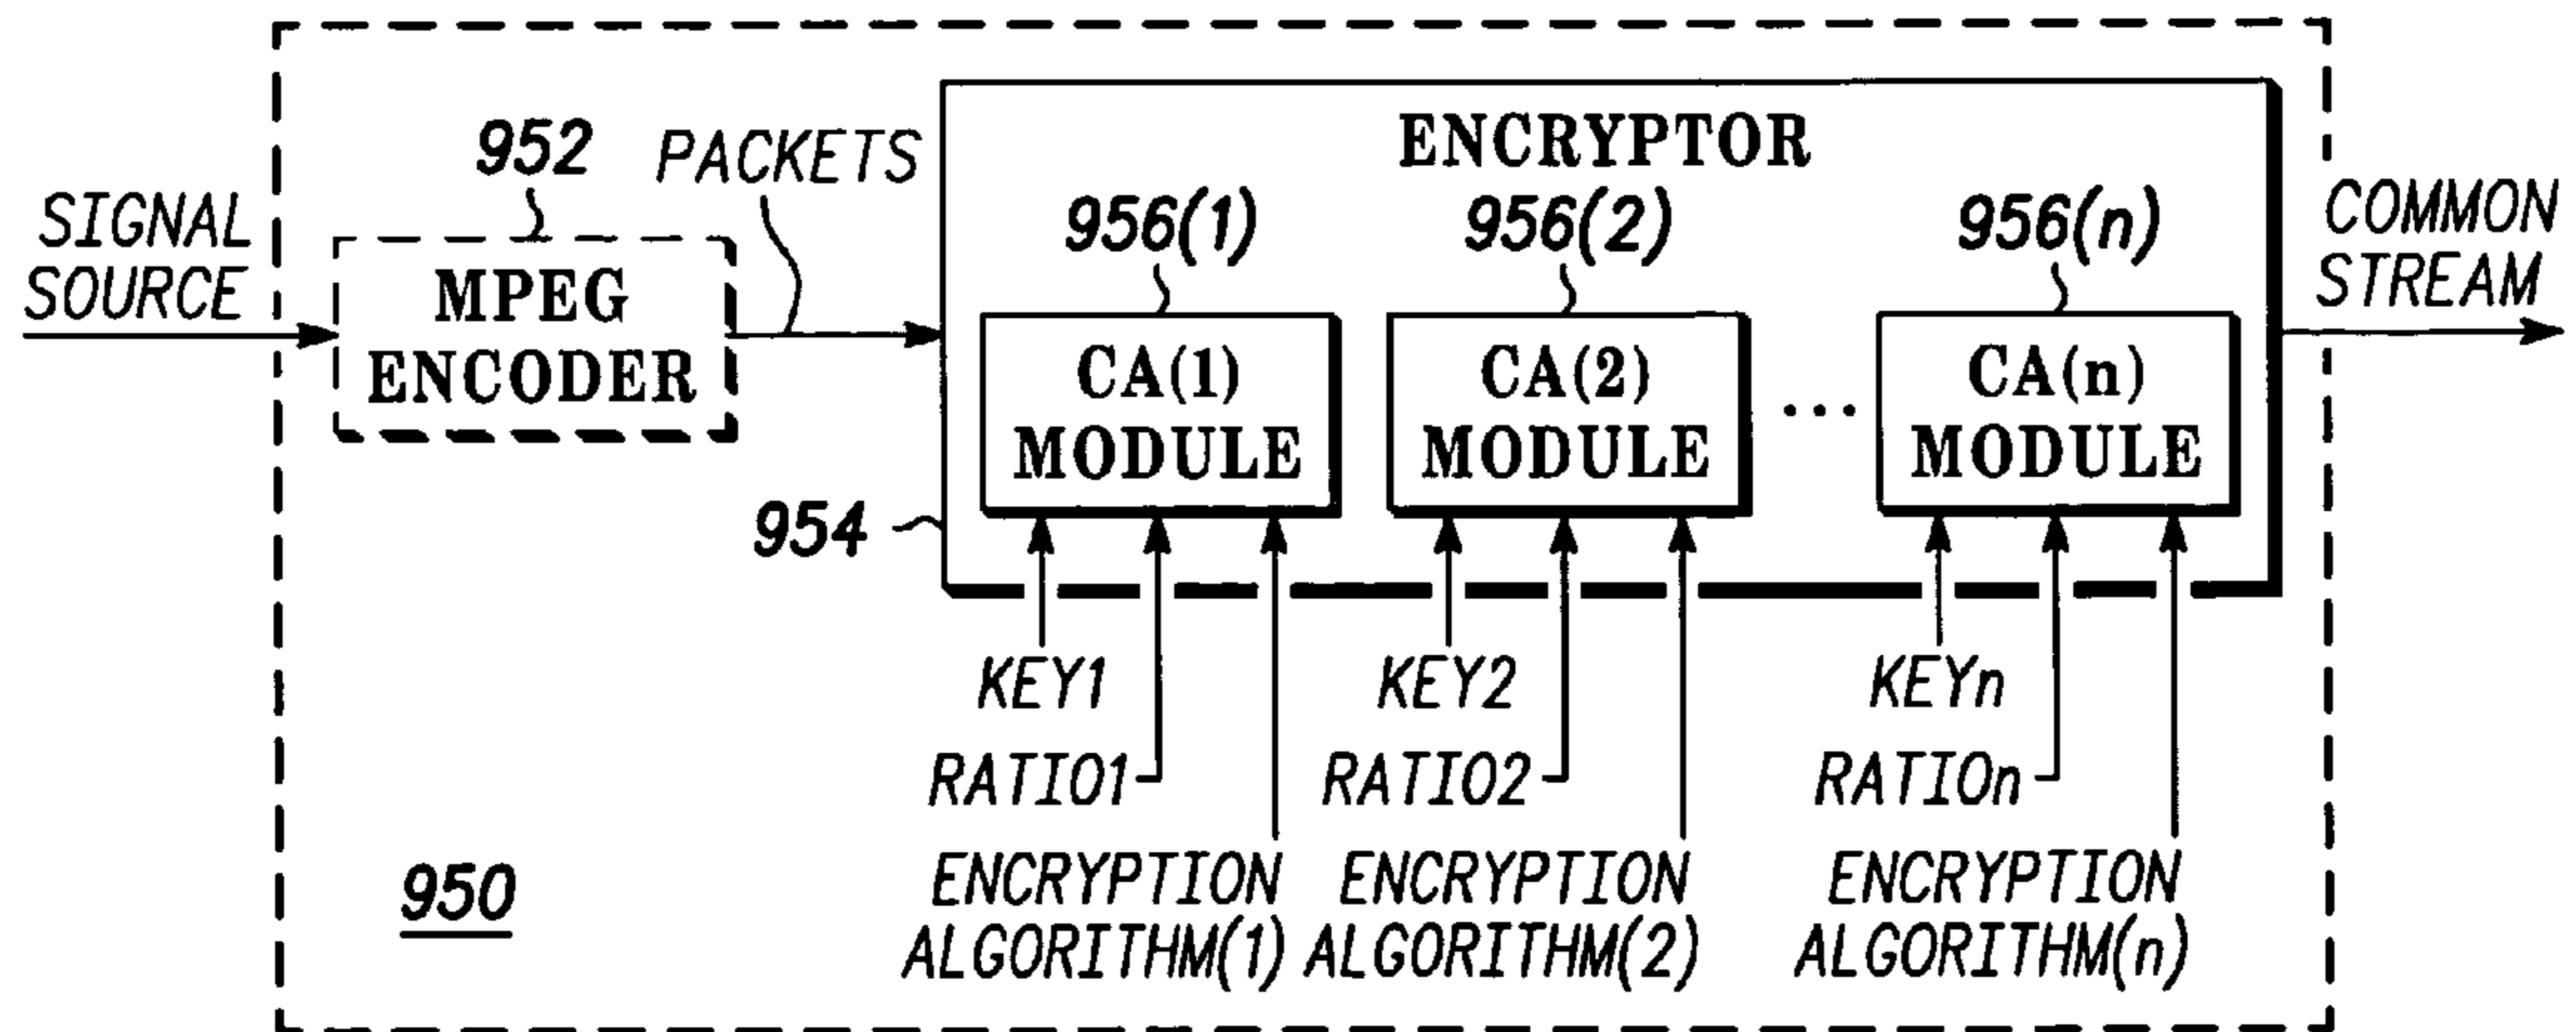 SIGNAL
SOURCE
952
MPEG
ENCODER
PACKETS
ENCRYPTOR
956(1)
956(2)
956(n)
CA(1)
MODULE
CA(2)
MODULE
...
CA(n)
MODULE
COMMON
STREAM
954
KEY1
KEY2
KEYn
RATIO1
RATIO2
RATIOn
ENCRYPTION
ALGORITHM(1)
ENCRYPTION
ALGORITHM(2)
ENCRYPTION
ALGORITHM(n)
950